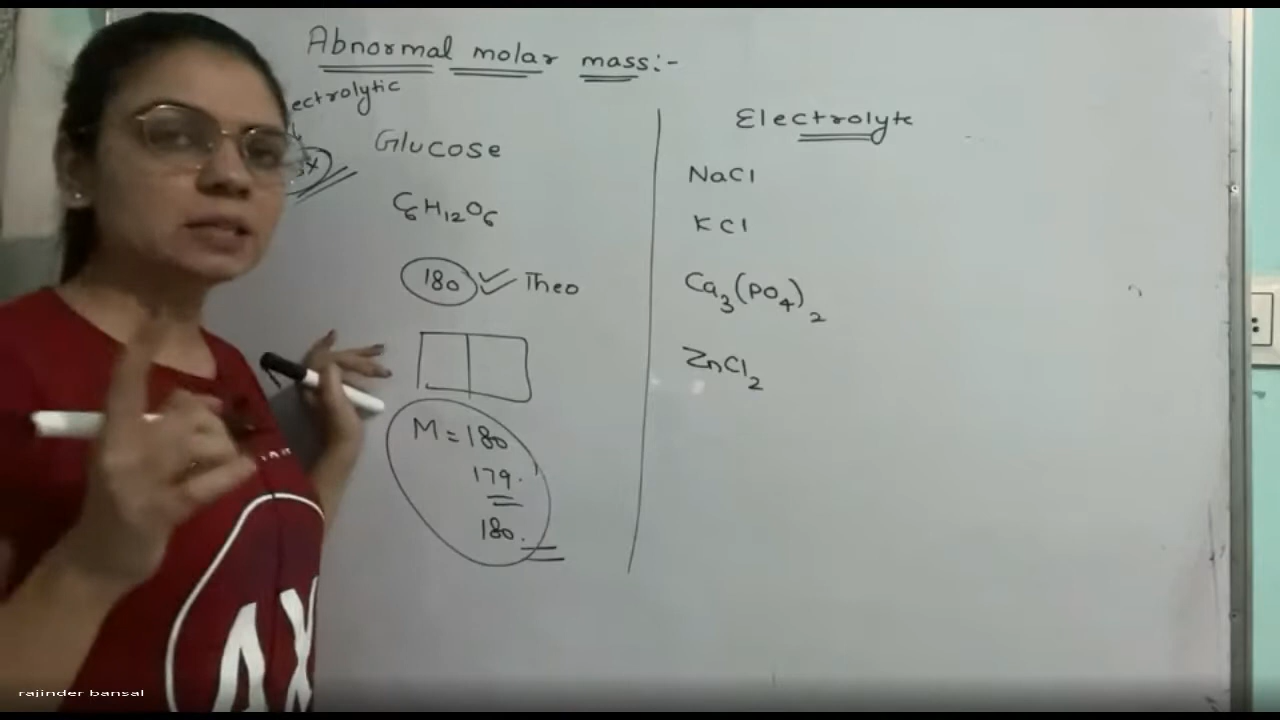 Abnormal molar mass:-
ectrolytic
Glucose
C6H12O6
180 Theo
M = 180
179.
180.
Electrolyte
NaCl
KCl
Ca3(PO4)2
ZnCl2
AX
rajinder bansal